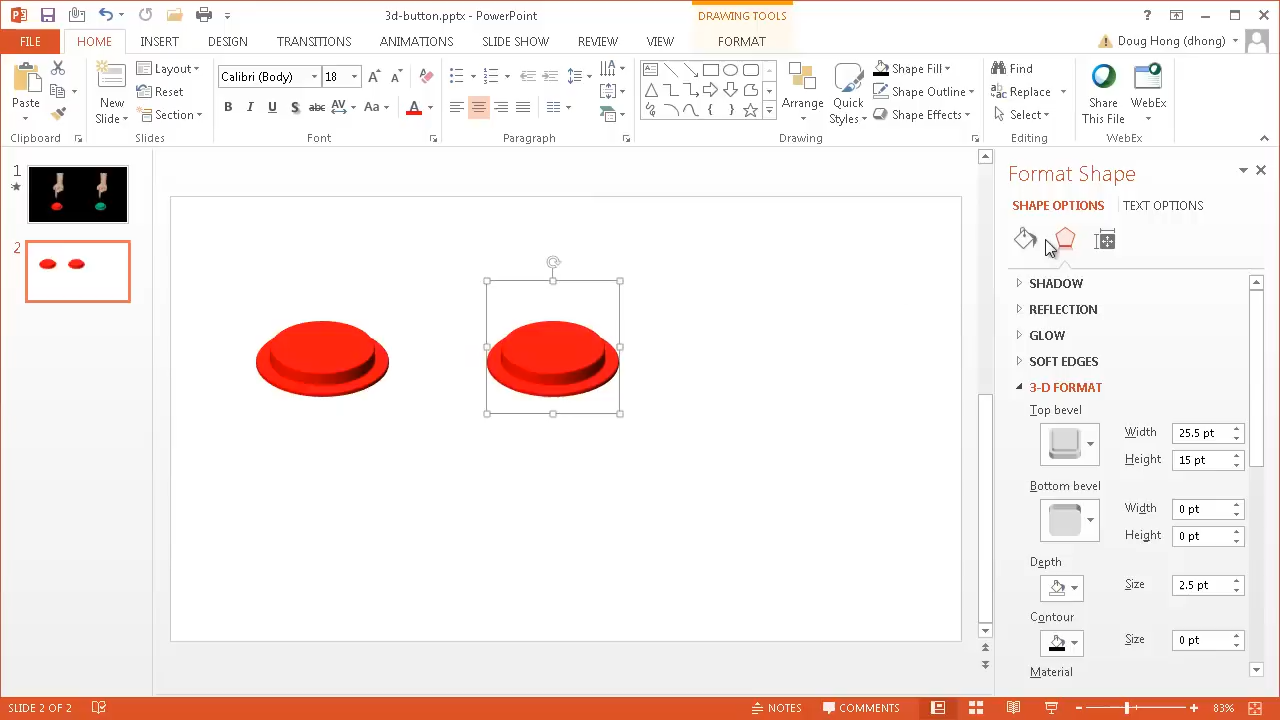 3d-button.pptx - PowerPoint
DRAWING TOOLS
FILE
HOME
INSERT
DESIGN
TRANSITIONS
ANIMATIONS
SLIDE SHOW
REVIEW
VIEW
FORMAT
Doug Hong (dhong)
Paste
Clipboard
New
Slide
Layout
Reset
Section
Slides
Calibri (Body)
18
B I U S abc AV Aa A
Font
Paragraph
Arrange
Quick
Styles
Shape Fill
Shape Outline
Shape Effects
Drawing
Find
Replace
Select
Editing
Share
This File
WebEx
WebEx
1
2
Format Shape
SHAPE OPTIONS
TEXT OPTIONS
SHADOW
REFLECTION
GLOW
SOFT EDGES
3-D FORMAT
Top bevel
Width 25.5 pt
Height 15 pt
Bottom bevel
Width 0 pt
Height 0 pt
Depth
Size 2.5 pt
Contour
Size 0 pt
Material
SLIDE 2 OF 2
NOTES
COMMENTS
83%